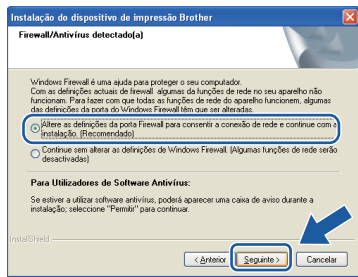 Instalação do dispositivo de impressão Brother
Firewall/Antivírus detectado(a)
Windows Firewall é uma ajuda para proteger o seu computador.
Com as definições actuais de firewall algumas da funções de rede no seu aparelho não
funcionam. Para fazer com que todas as funções de rede do aparelho funcionem, algumas
das definições da porta do Windows Firewall têm que ser alteradas.
Altere as definições da porta Firewall para consentir a conexão de rede e continue com a
instalação. (Recomendado)
Continue sem alterar as definições de Windows Firewall. (Algumas funções de rede serão
desactivadas)
Para Utilizadores de Software Antivírus:
Se estiver a utilizar software antivírus, poderá aparecer uma caixa de aviso durante a
instalação; seleccione "Permitir" para continuar.
InstallShield
< Anterior Seguinte > Cancelar